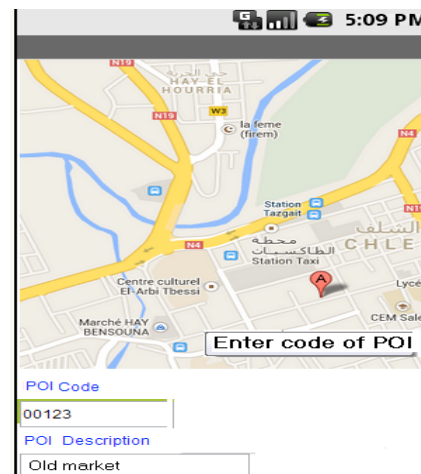 5:09 PM
N19
حي الحرية
HAY EL
HOURRIA
W3
N19
la feme
(firem)
N4
Station
Tazgait
N19
N4
محطة
الطاكسيات
Station Taxi
الشلف
CHLE
Centre culturel
El-Arbi Tbessi
A
Lycé
CEM Sale
Marché HAY
BENSOUNA
Enter code of POI
POI Code
00123
POI Description
Old market